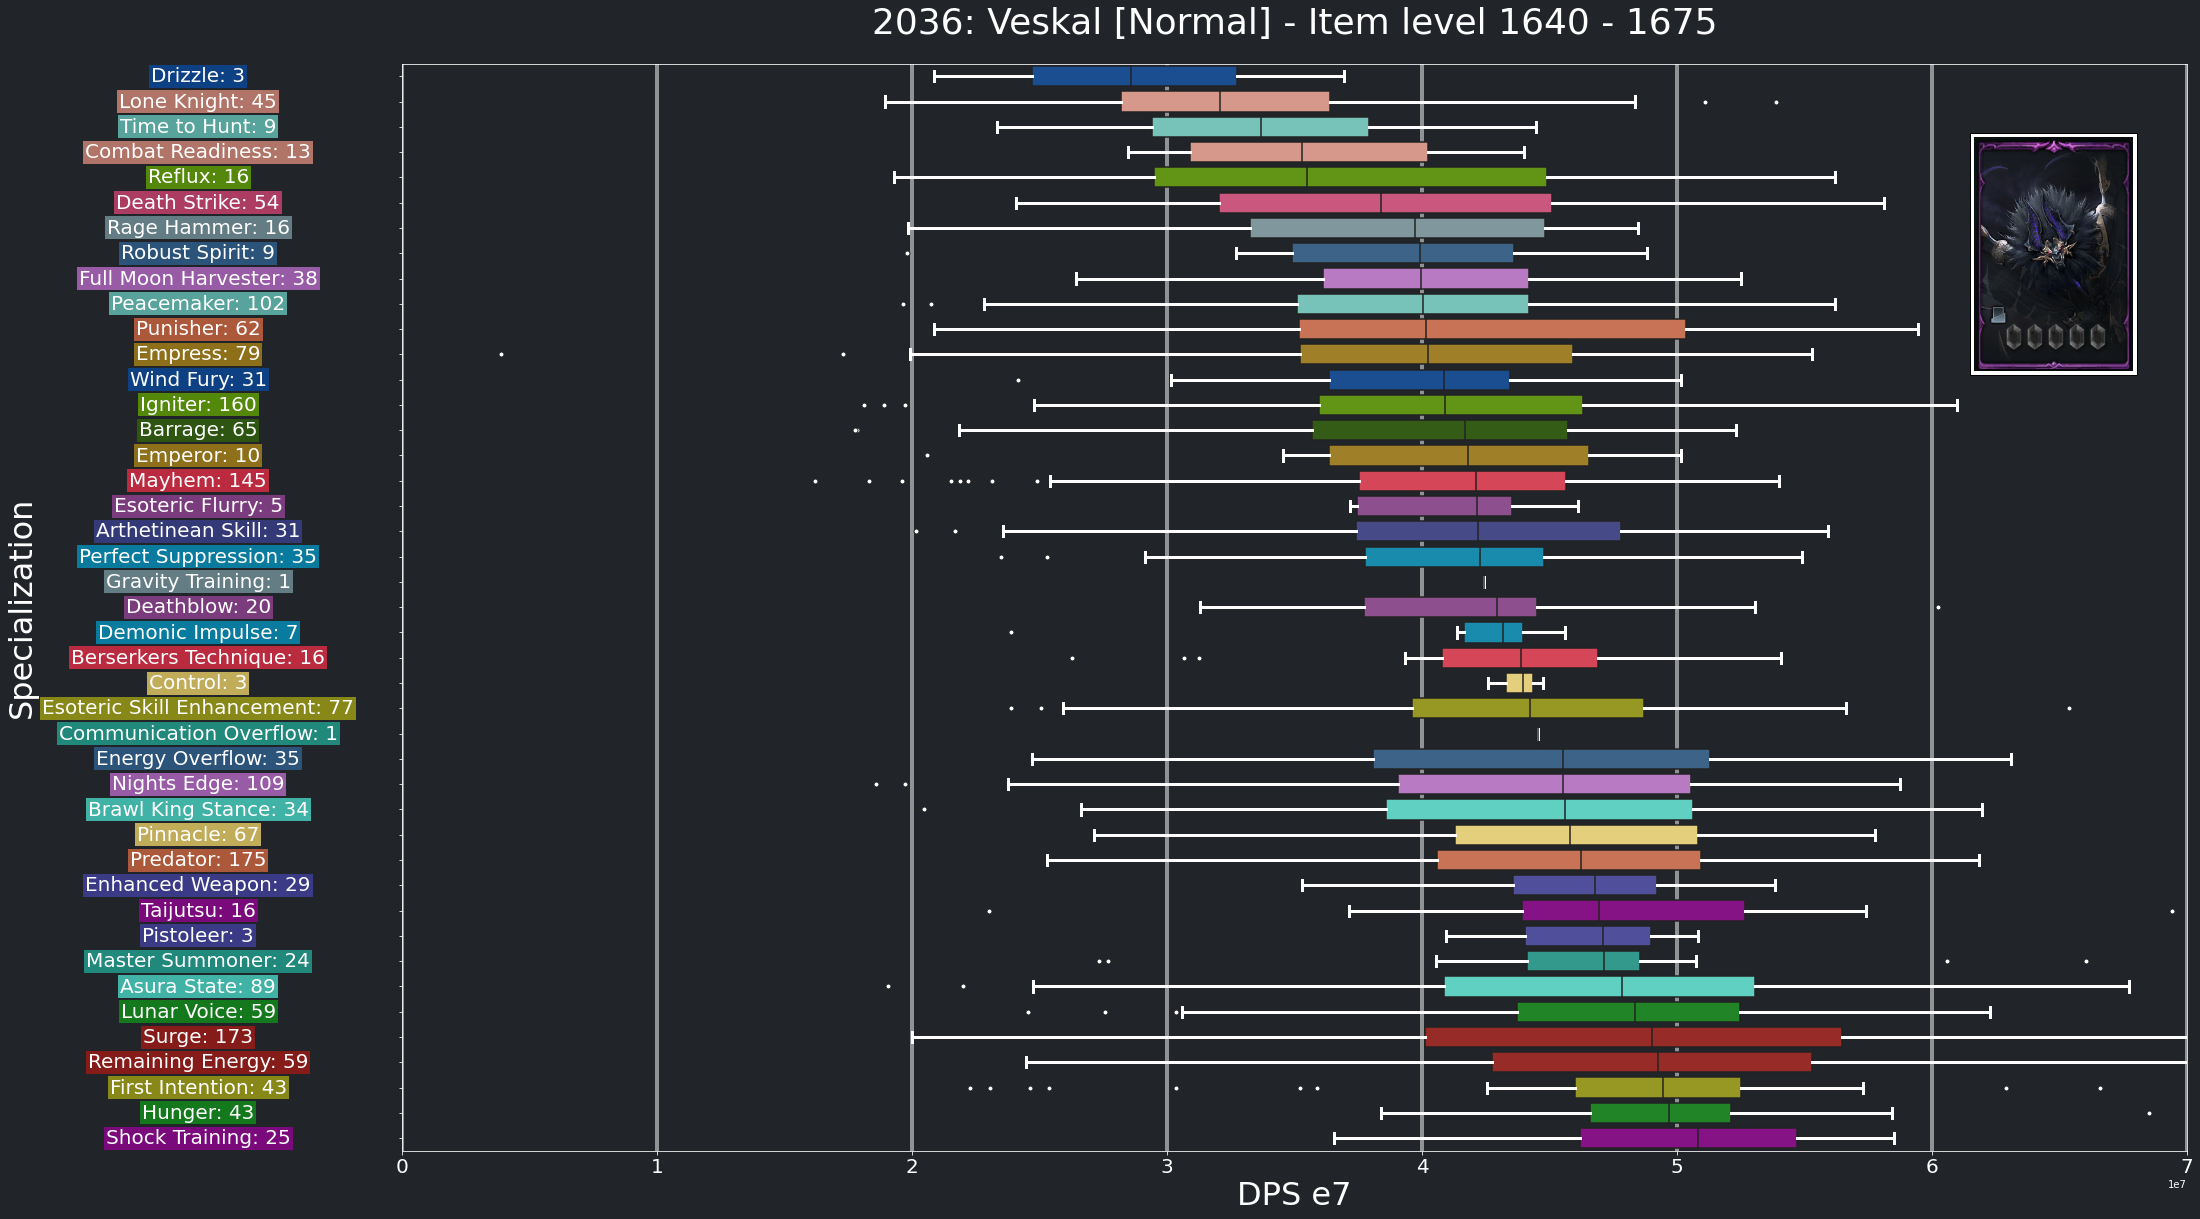 2036: Veskal [Normal] - Item level 1640 - 1675
Specialization
Drizzle: 3
Lone Knight: 45
Time to Hunt: 9
Combat Readiness: 13
Reflux: 16
Death Strike: 54
Rage Hammer: 16
Robust Spirit: 9
Full Moon Harvester: 38
Peacemaker: 102
Punisher: 62
Empress: 79
Wind Fury: 31
Igniter: 160
Barrage: 65
Emperor: 10
Mayhem: 145
Esoteric Flurry: 5
Arthetinean Skill: 31
Perfect Suppression: 35
Gravity Training: 1
Deathblow: 20
Demonic Impulse: 7
Berserkers Technique: 16
Control: 3
Esoteric Skill Enhancement: 77
Communication Overflow: 1
Energy Overflow: 35
Nights Edge: 109
Brawl King Stance: 34
Pinnacle: 67
Predator: 175
Enhanced Weapon: 29
Taijutsu: 16
Pistoleer: 3
Master Summoner: 24
Asura State: 89
Lunar Voice: 59
Surge: 173
Remaining Energy: 59
First Intention: 43
Hunger: 43
Shock Training: 25
0 1 2 3 4 5 6 7
1e7
DPS e7